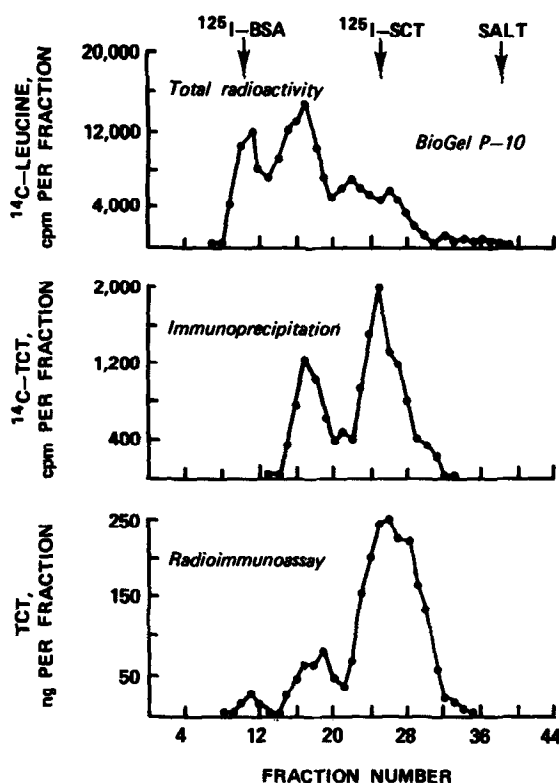 ¹²⁵I–BSA ¹²⁵I–SCT SALT
¹⁴C–LEUCINE,
cpm PER FRACTION
20,000
12,000
4,000
Total radioactivity
BioGel P–10
¹⁴C–TCT,
cpm PER FRACTION
2,000
1,200
400
Immunoprecipitation
TCT,
ng PER FRACTION
250
150
50
Radioimmunoassay
4 12 20 28 36 44
FRACTION NUMBER